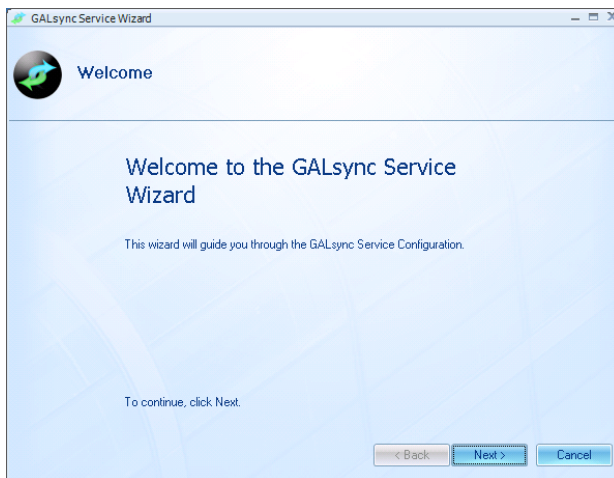 GALsync Service Wizard
Welcome
Welcome to the GALsync Service
Wizard
This wizard will guide you through the GALsync Service Configuration.
To continue, click Next.
< Back Next > Cancel